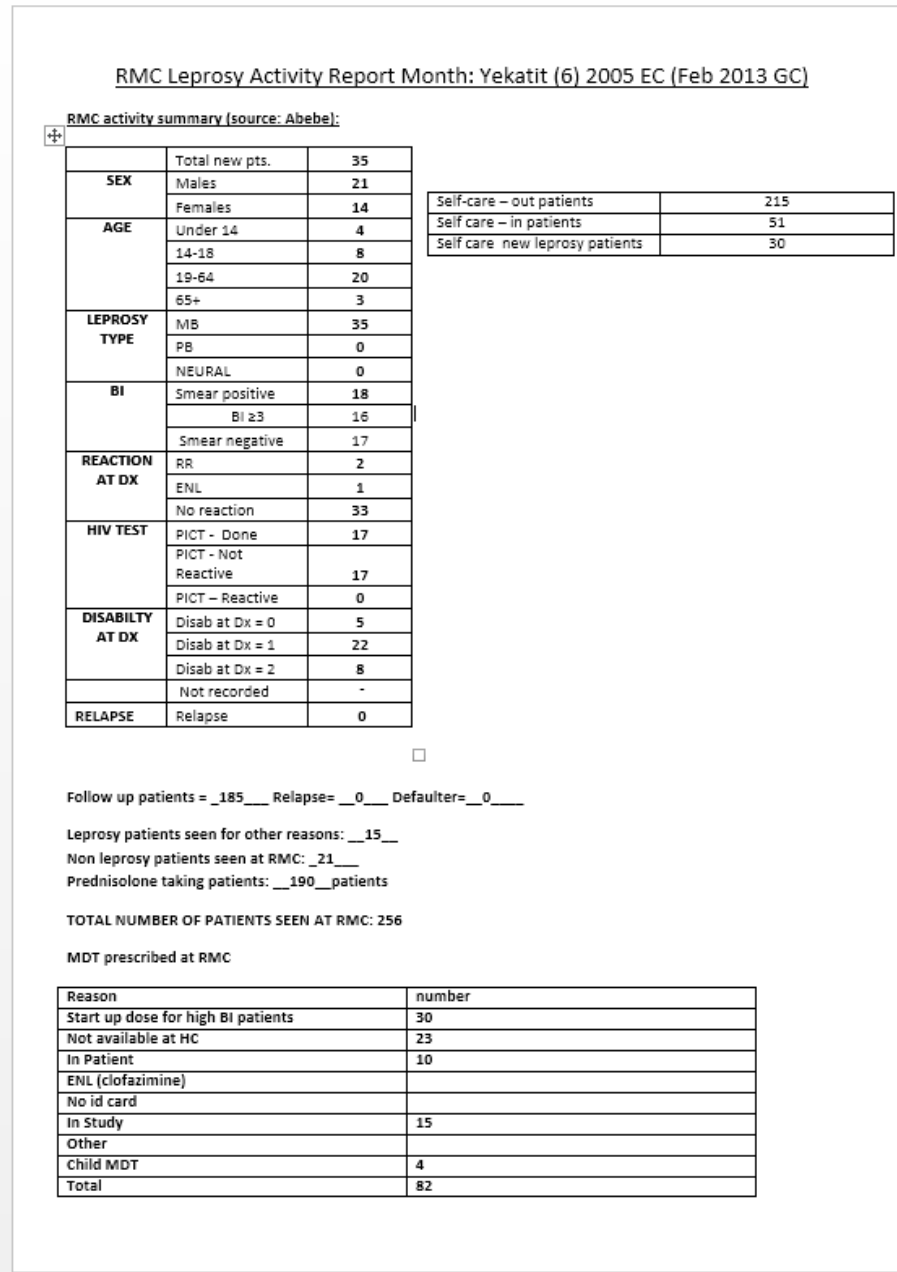 RMC Leprosy Activity Report Month: Yekatit (6) 2005 EC (Feb 2013 GC)
RMC activity summary (source: Abebe):
Total new pts. 35
SEX Males 21
Females 14
AGE Under 14 4
14-18 8
19-64 20
65+ 3
LEPROSY TYPE MB 35
PB 0
NEURAL 0
BI Smear positive 18
BI ≥3 16
Smear negative 17
REACTION AT DX RR 2
ENL 1
No reaction 33
HIV TEST PICT - Done 17
PICT - Not Reactive 17
PICT – Reactive 0
DISABILTY AT DX Disab at Dx = 0 5
Disab at Dx = 1 22
Disab at Dx = 2 8
Not recorded -
RELAPSE Relapse 0
Self-care – out patients 215
Self care – in patients 51
Self care new leprosy patients 30
Follow up patients = _185___ Relapse= __0___ Defaulter=__0____
Leprosy patients seen for other reasons: __15__
Non leprosy patients seen at RMC: _21___
Prednisolone taking patients: __190__patients
TOTAL NUMBER OF PATIENTS SEEN AT RMC: 256
MDT prescribed at RMC
Reason number
Start up dose for high BI patients 30
Not available at HC 23
In Patient 10
ENL (clofazimine)
No id card
In Study 15
Other
Child MDT 4
Total 82